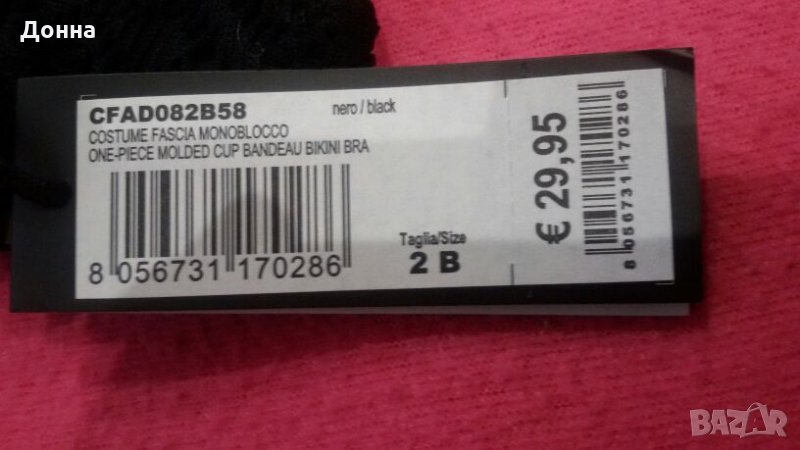 Донна
CFAD082B58 nero / black
COSTUME FASCIA MONOBLOCCO
ONE-PIECE MOLDED CUP BANDEAU BIKINI BRA
8 056731 170286
Taglia/Size
2 B
€ 29,95
8 056731 170286
BAZAR